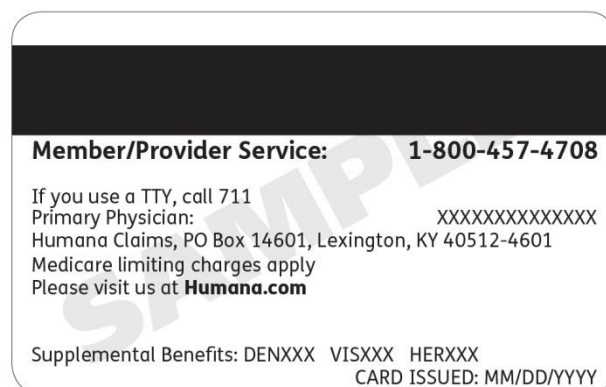 Member/Provider Service: 1-800-457-4708
If you use a TTY, call 711
Primary Physician: XXXXXXXXXXXXXX
Humana Claims, PO Box 14601, Lexington, KY 40512-4601
Medicare limiting charges apply
Please visit us at Humana.com
Supplemental Benefits: DENXXX VISXXX HERXXX
CARD ISSUED: MM/DD/YYYY
SAMPLE